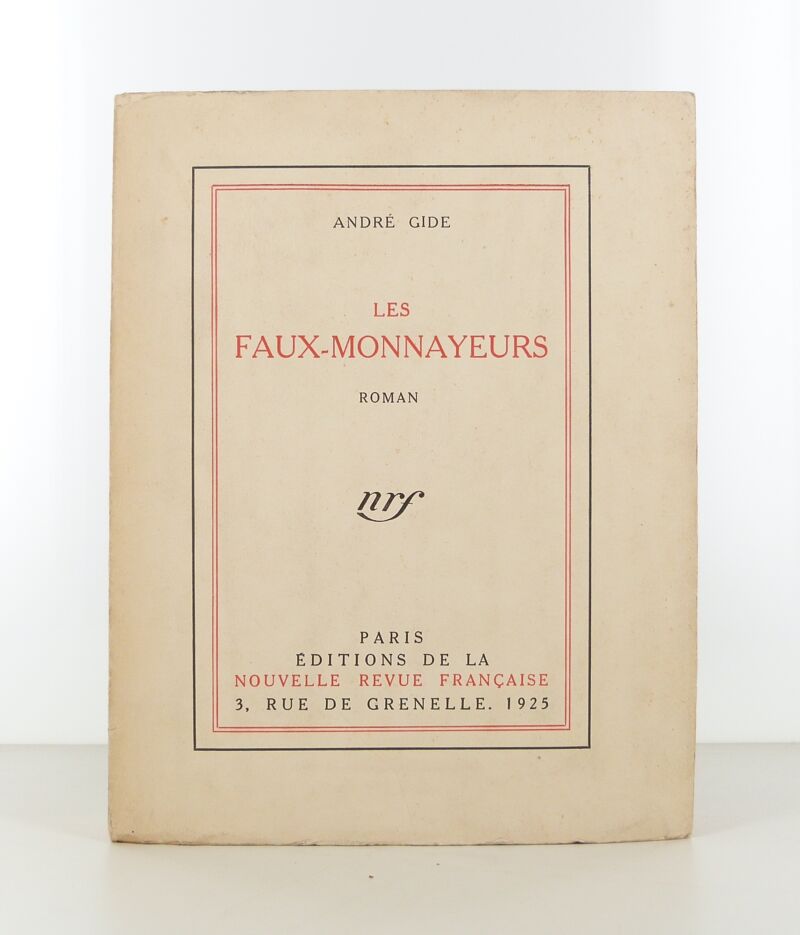 ANDRÉ GIDE
LES
FAUX-MONNAYEURS
ROMAN
nrf
PARIS
ÉDITIONS DE LA
NOUVELLE REVUE FRANÇAISE
3, RUE DE GRENELLE. 1925